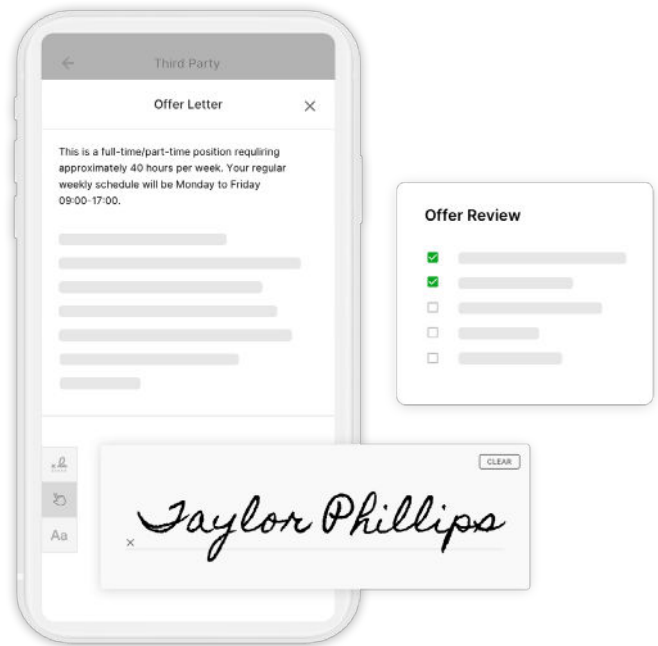 Third Party
Offer Letter
This is a full-time/part-time position requliring
approximately 40 hours per week. Your regular
weekly schedule will be Monday to Friday
09:00-17:00.
Offer Review
CLEAR
Taylor Phillips
Aa